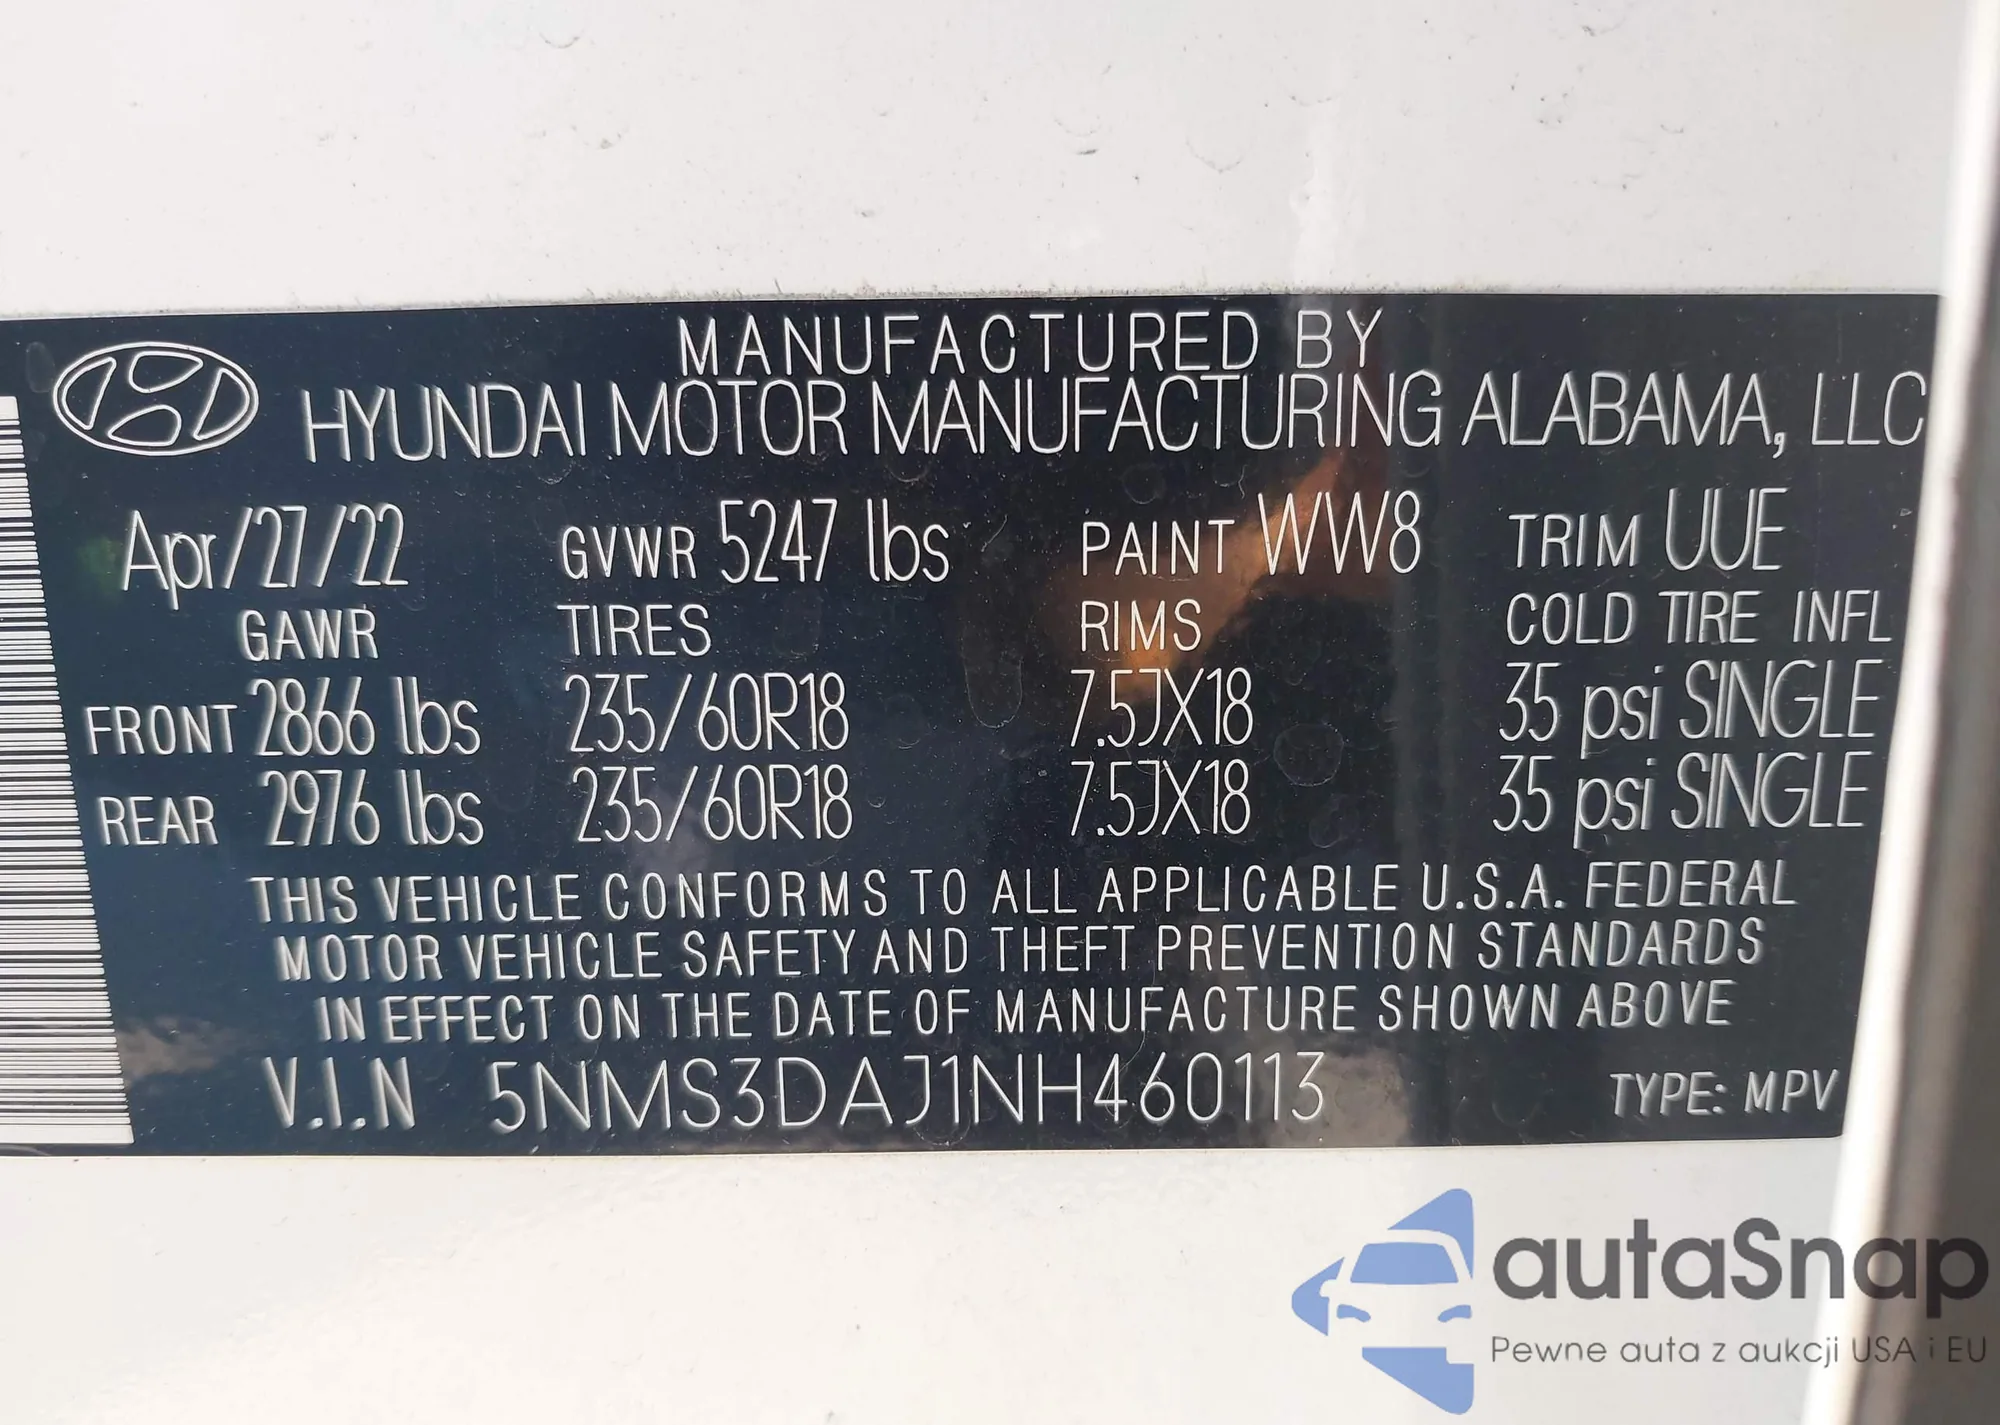 MANUFACTURED BY
HYUNDAI MOTOR MANUFACTURING ALABAMA, LLC
Apr/27/22 GVWR 5247 lbs PAINT WW8 TRIM UUE
GAWR TIRES RIMS COLD TIRE INFL
FRONT 2866 lbs 235/60R18 7.5JX18 35 psi SINGLE
REAR 2976 lbs 235/60R18 7.5JX18 35 psi SINGLE
THIS VEHICLE CONFORMS TO ALL APPLICABLE U.S.A. FEDERAL
MOTOR VEHICLE SAFETY AND THEFT PREVENTION STANDARDS
IN EFFECT ON THE DATE OF MANUFACTURE SHOWN ABOVE
V.I.N 5NMS3DAJ1NH460113 TYPE: MPV
autaSnap
Pewne auta z aukcji USA i EU